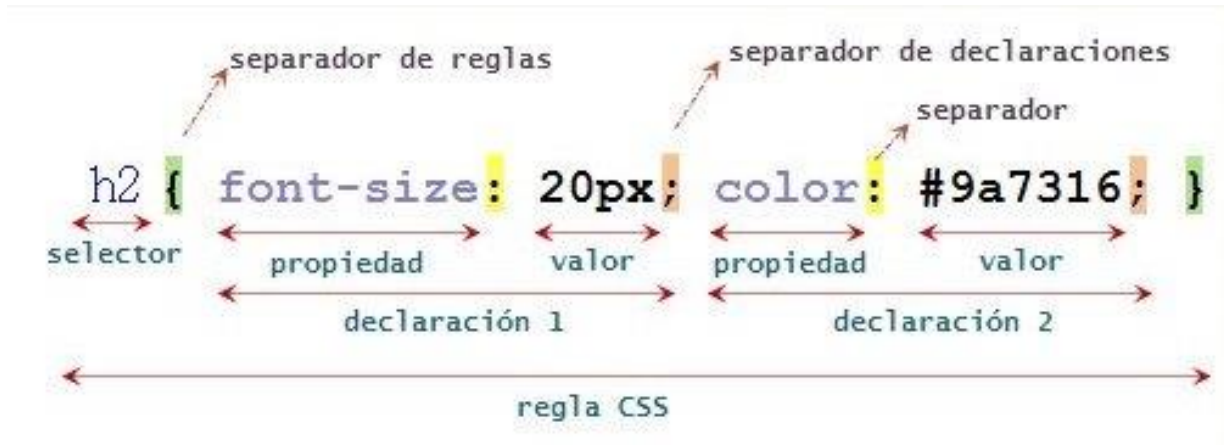 separador de reglas
separador de declaraciones
separador
h2 { font-size: 20px; color: #9a7316; }
selector
propiedad
valor
propiedad
valor
declaración 1
declaración 2
regla CSS